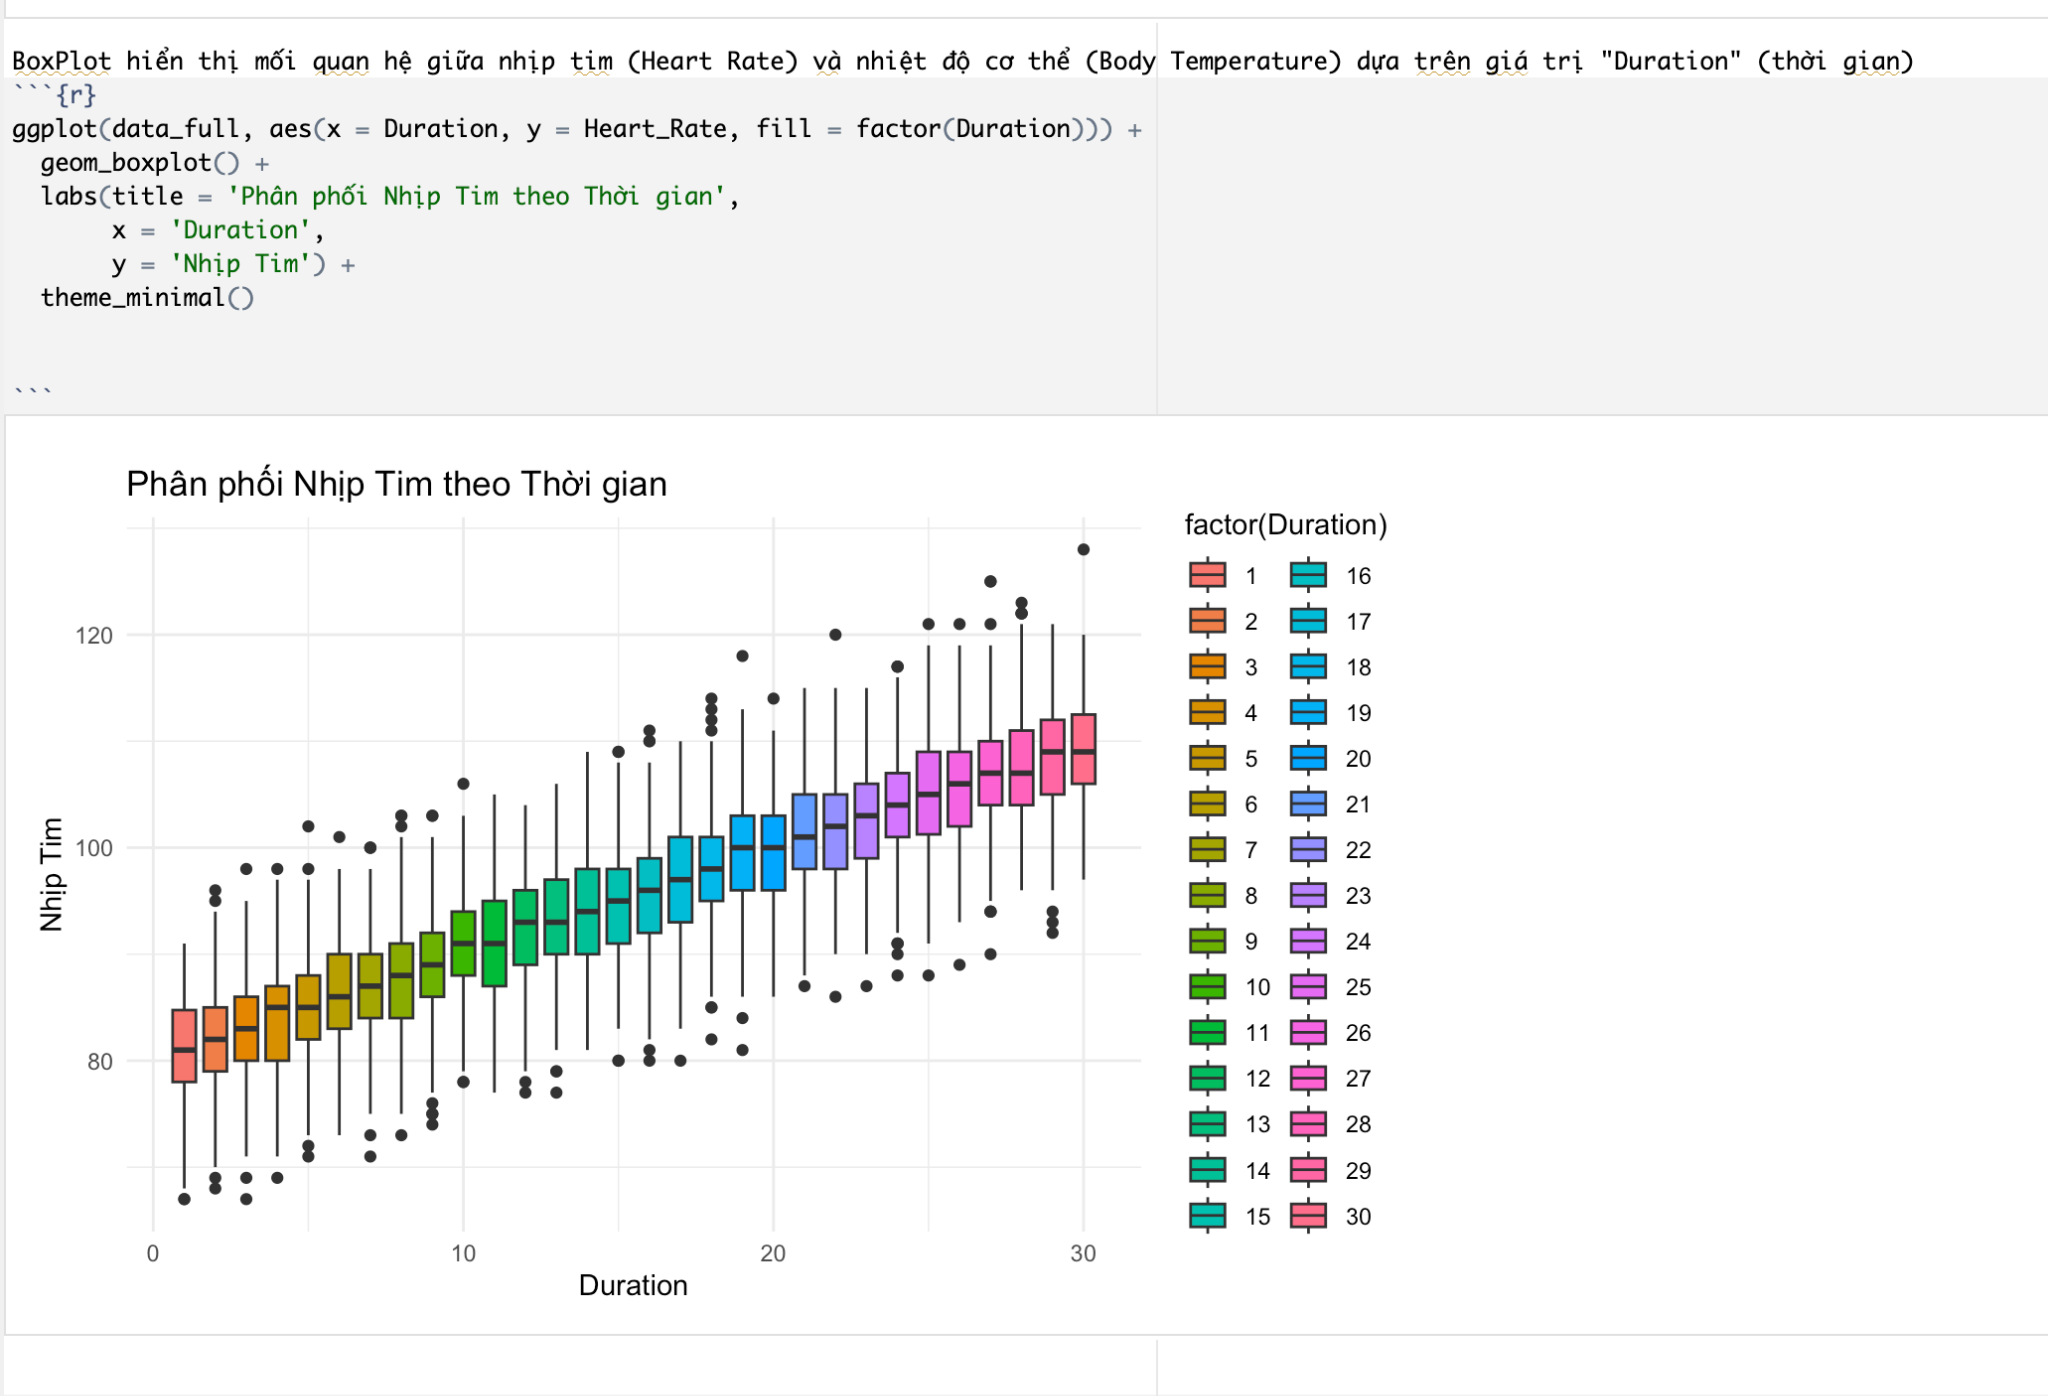 BoxPlot hiển thị mối quan hệ giữa nhịp tim (Heart Rate) và nhiệt độ cơ thể (Body Temperature) dựa trên giá trị "Duration" (thời gian)
```{r}
ggplot(data_full, aes(x = Duration, y = Heart_Rate, fill = factor(Duration))) +
  geom_boxplot() +
  labs(title = 'Phân phối Nhịp Tim theo Thời gian',
       x = 'Duration',
       y = 'Nhịp Tim') +
  theme_minimal()
```
Phân phối Nhịp Tim theo Thời gian
Nhịp Tim
120
100
80
0 10 20 30
Duration
factor(Duration)
1 16
2 17
3 18
4 19
5 20
6 21
7 22
8 23
9 24
10 25
11 26
12 27
13 28
14 29
15 30